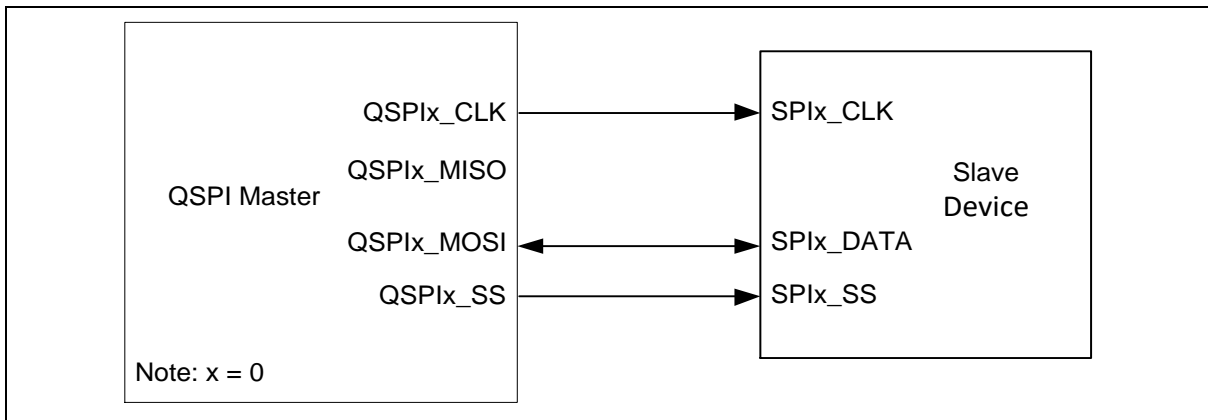 QSPI Master
QSPIx_CLK
QSPIx_MISO
QSPIx_MOSI
QSPIx_SS
Note: x = 0
SPIx_CLK
SPIx_DATA
SPIx_SS
Slave
Device